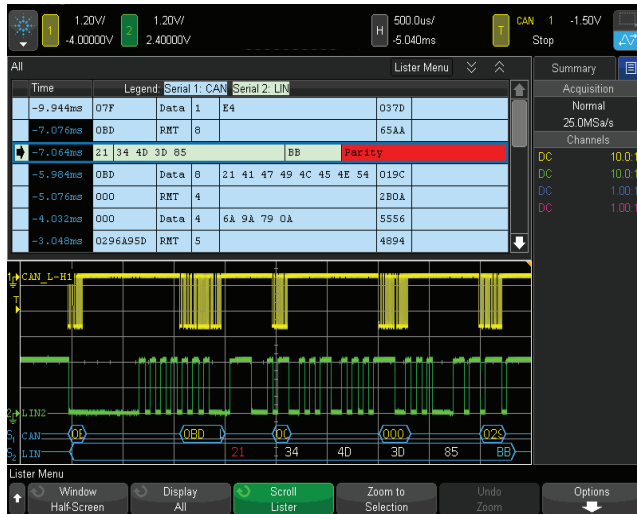 1 1.20V/ -4.00000V 2 1.20V/ 2.40000V H 500.0us/ -5.040ms T CAN 1 -1.50V Stop
All Lister Menu Summary
Time Legend: Serial 1: CAN Serial 2: LIN
-9.944ms 07F Data 1 E4 037D
-7.076ms 0BD RMT 8 65AA
-7.064ms 21 34 4D 3D 85 BB Parity
-5.984ms 0BD Data 8 21 41 47 49 4C 45 4E 54 019C
-5.076ms 000 RMT 4 2B0A
-4.032ms 000 Data 4 6A 9A 79 0A 5556
-3.048ms 0296A95D RMT 5 4894
Acquisition
Normal
25.0MSa/s
Channels
DC 10.0:1
DC 10.0:1
DC 1.00:1
DC 1.00:1
1 CAN_L-H1
T
2 LIN2
S1 CAN 0BD 000 029
S2 LIN 21 34 4D 3D 85 BB
Lister Menu
Window
Half-Screen
Display
All
Scroll
Lister
Zoom to
Selection
Undo
Zoom
Options